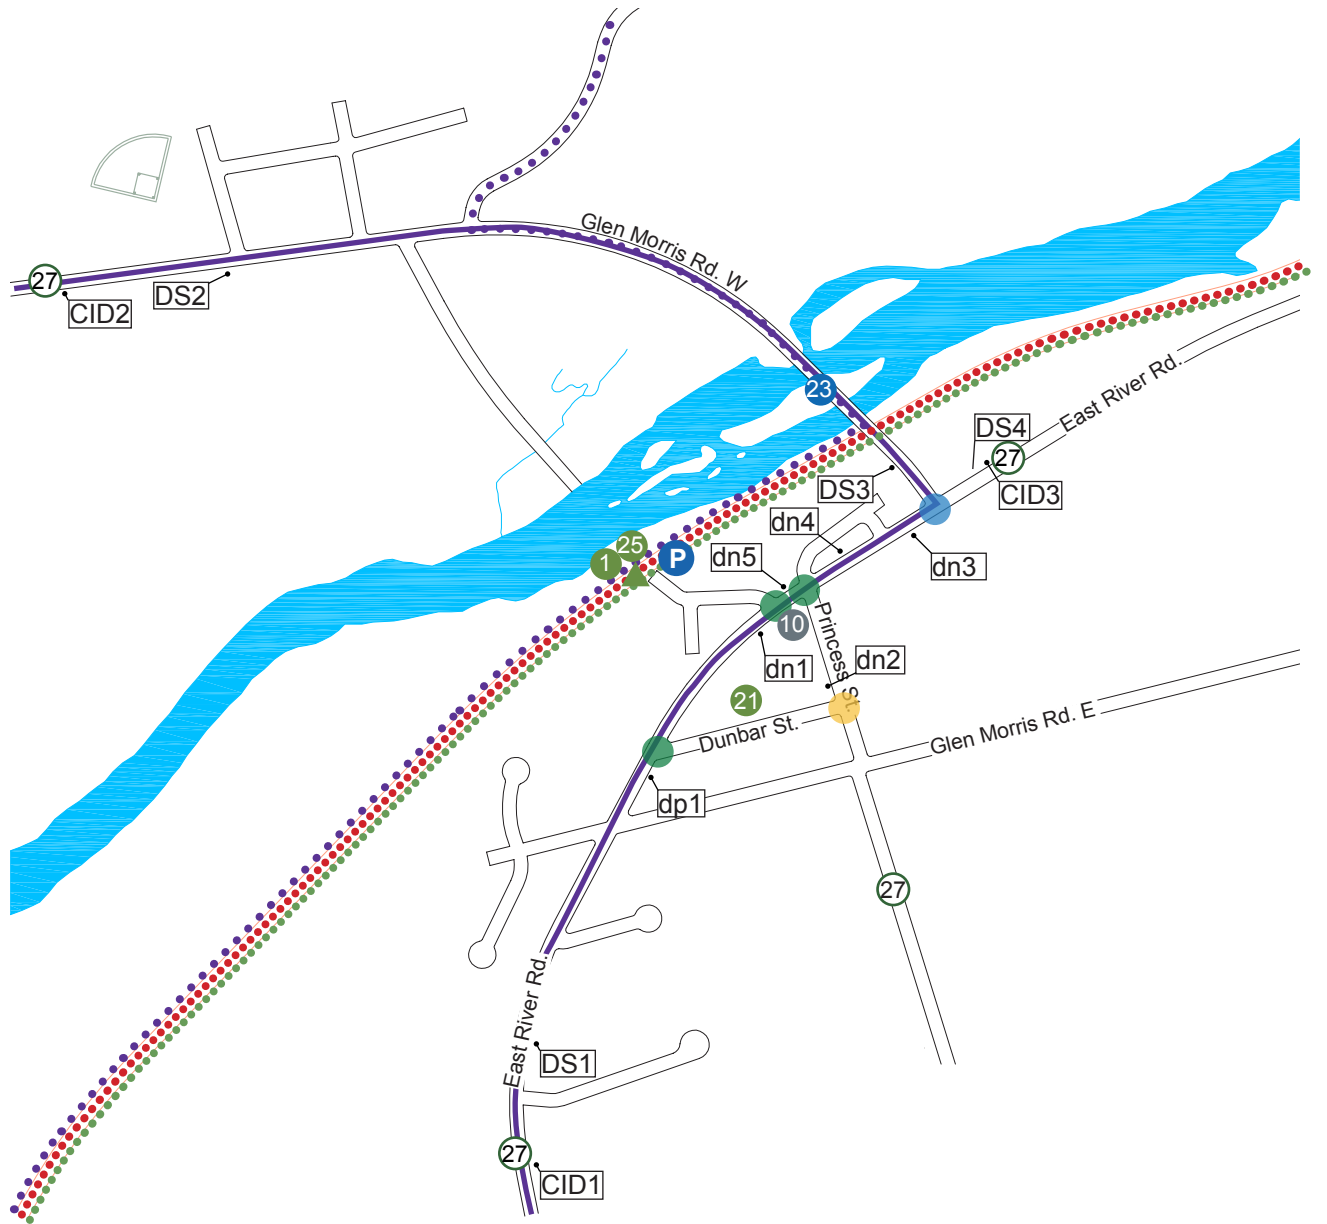 Glen Morris Rd. W
27
CID2
DS2
23
East River Rd.
DS4
27
CID3
DS3
dn4
dn3
25
1
P
dn5
10
Princess St.
dn1
dn2
21
Dunbar St.
Glen Morris Rd. E
dp1
27
East River Rd.
DS1
27
CID1